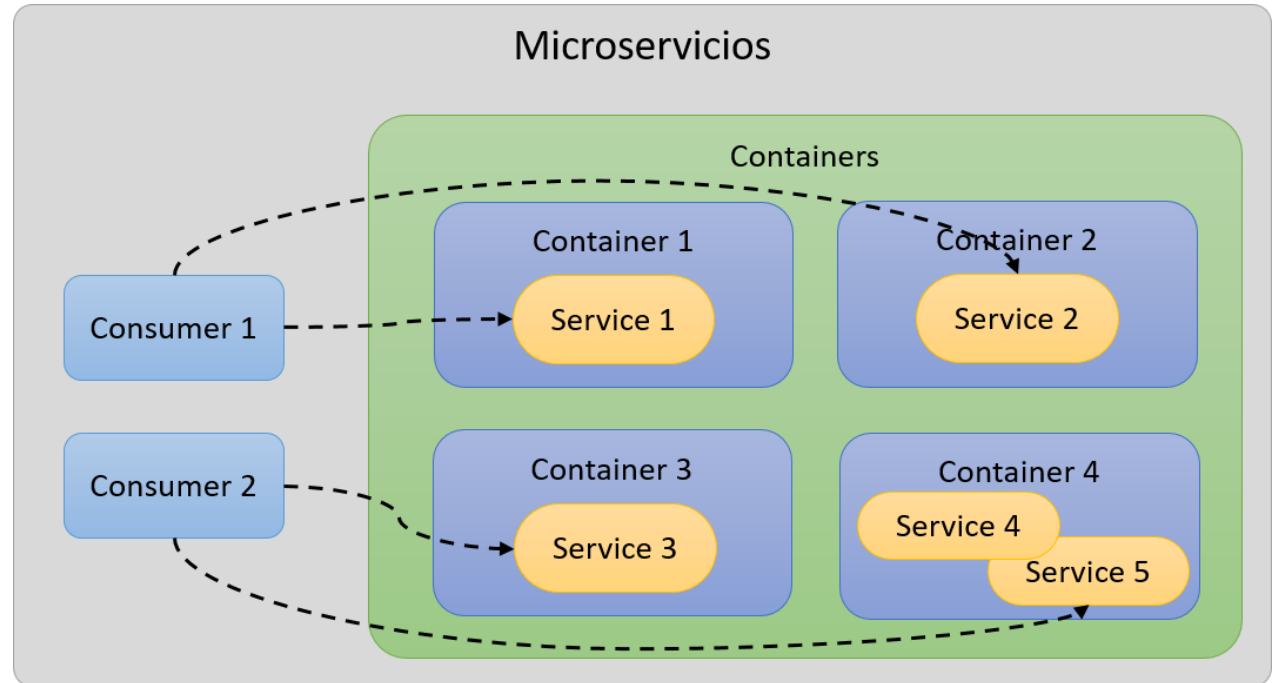 Microservicios
Containers
Container 1
Container 2
Consumer 1
Service 1
Service 2
Consumer 2
Container 3
Container 4
Service 3
Service 4
Service 5